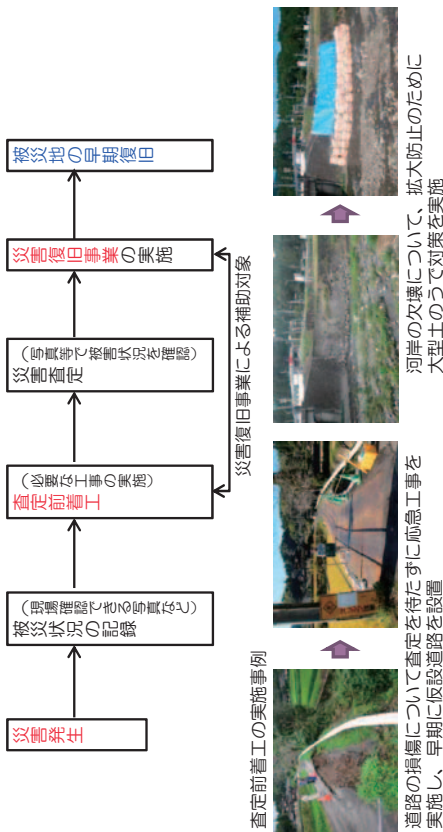 災害発生
被災状況の記録
(現場確認できる写真など)
査定前着工
(必要な工事の実施)
災害査定
(写真等で被害状況を確認)
災害復旧事業の実施
被災地の早期復旧
災害復旧事業による補助対象
査定前着工の実施事例
道路の損傷について査定を待たずに応急工事を
実施し、早期に仮設道路を設置
河岸の欠壊について、拡大防止のために
大型土のうで対策を実施